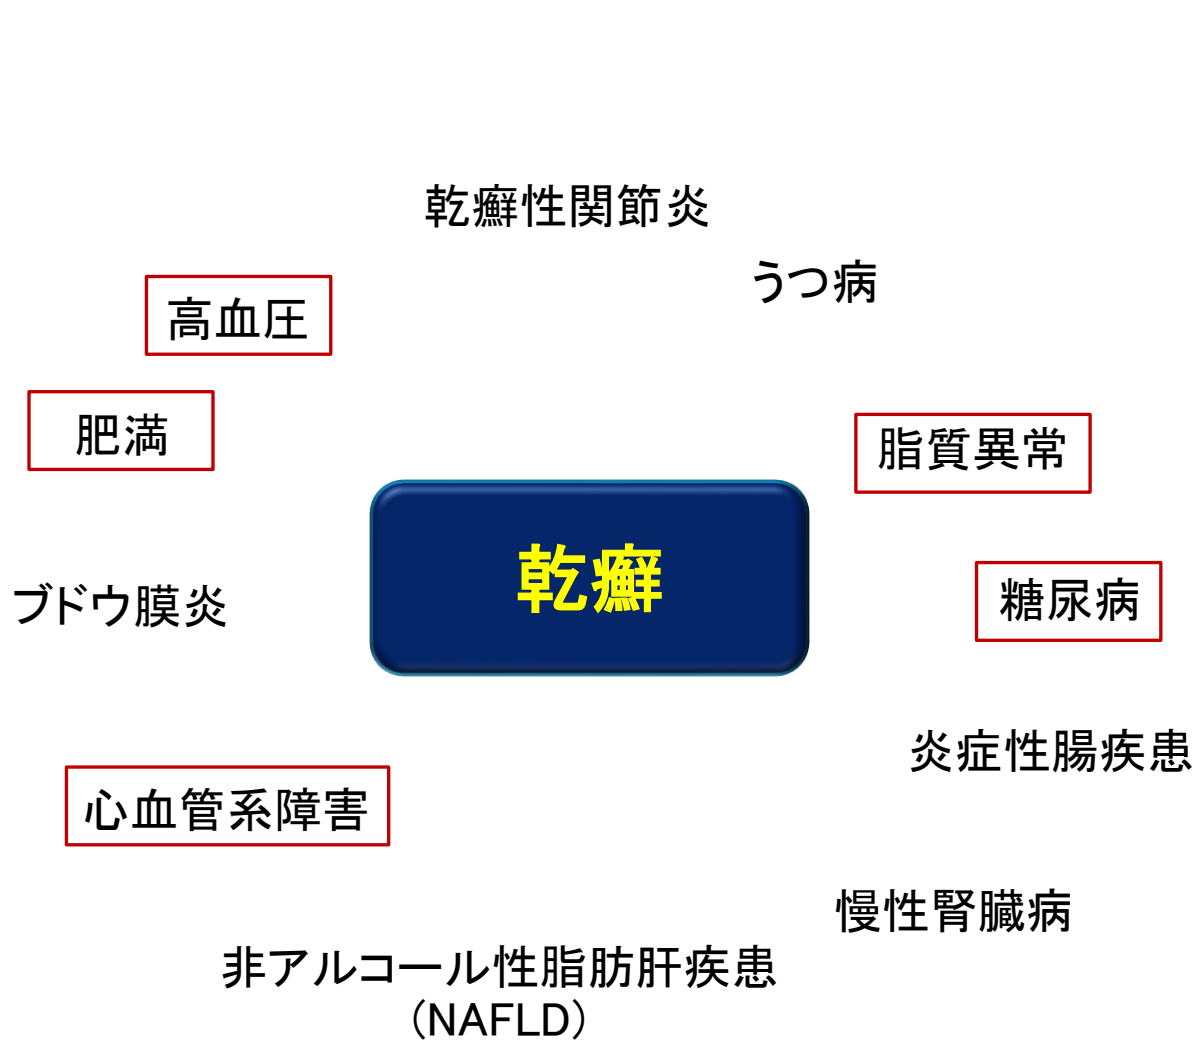 乾癬性関節炎
うつ病
高血圧
肥満
脂質異常
乾癬
ブドウ膜炎
糖尿病
炎症性腸疾患
心血管系障害
慢性腎臓病
非アルコール性脂肪肝疾患
（NAFLD）